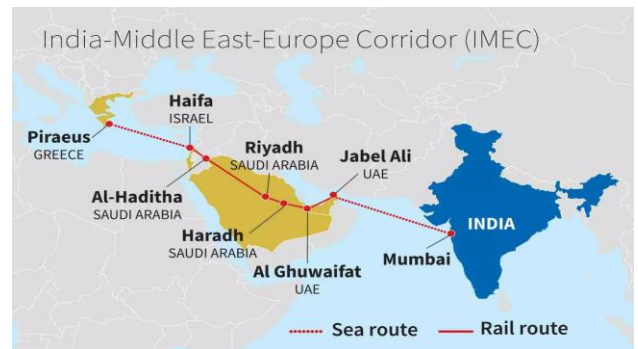 India-Middle East-Europe Corridor (IMEC)
Haifa
ISRAEL
Piraeus
GREECE
Riyadh
SAUDI ARABIA
Jabel Ali
UAE
Al-Haditha
SAUDI ARABIA
Haradh
SAUDI ARABIA
Al Ghuwaifat
UAE
INDIA
Mumbai
Sea route
Rail route